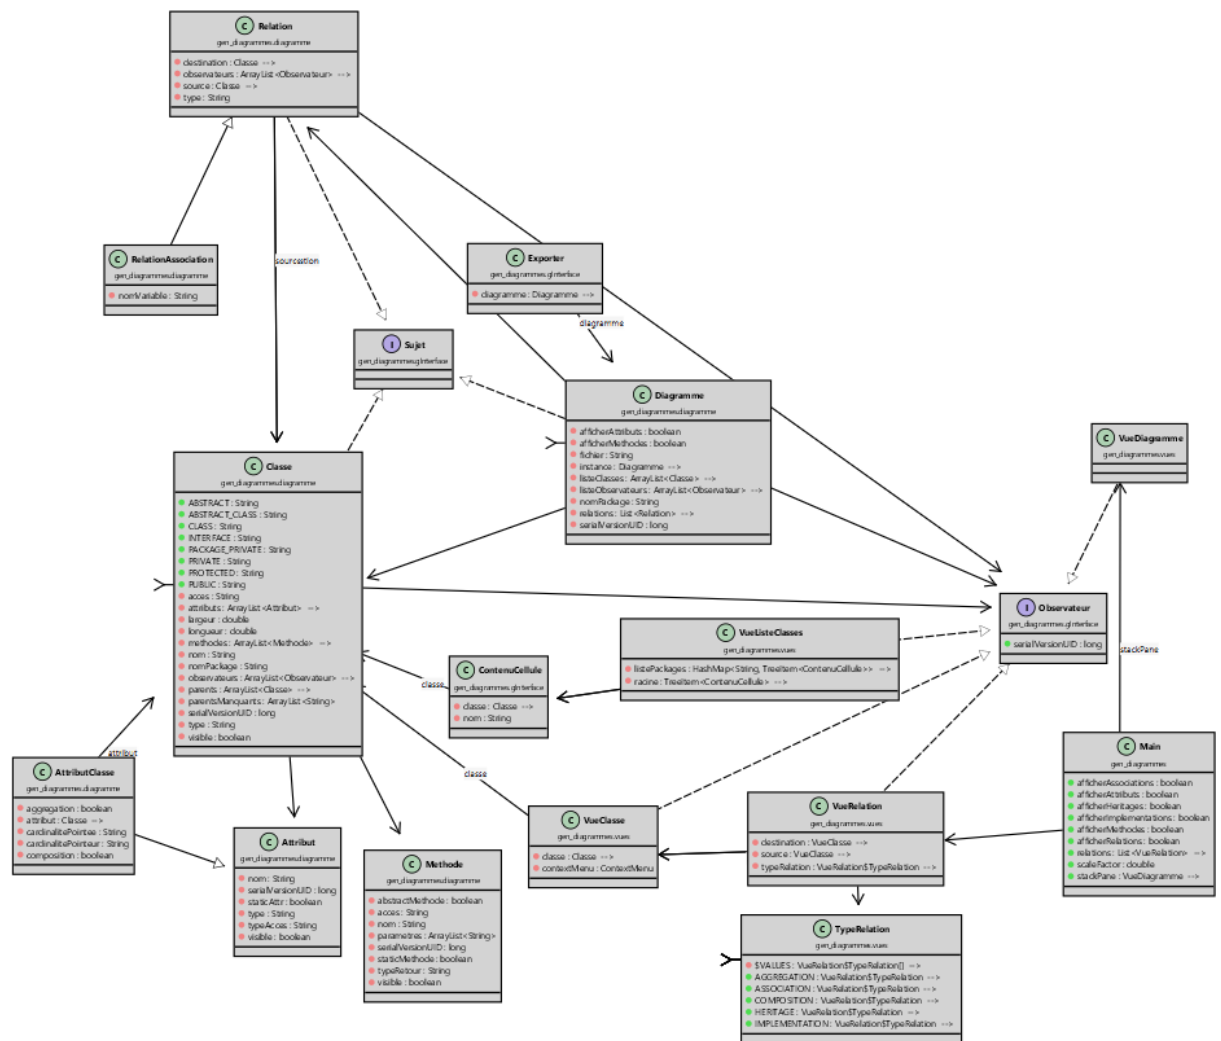 C Relation
gen_diagrammes.diagramme
destination : Classe -->
observateurs : ArrayList<Observateur> -->
source : Classe -->
type : String
C RelationAssociation
gen_diagrammes.diagramme
nomVariable : String
C Exporter
gen_diagrammes.gInterface
diagramme : Diagramme -->
diagramme
I Sujet
gen_diagrammes.gInterface
C Diagramme
gen_diagrammes.diagramme
afficherAttributs : boolean
afficherMethodes : boolean
fichier : String
instance : Diagramme -->
listeClasses : ArrayList<Classe> -->
listeObservateurs : ArrayList<Observateur> -->
nomPackage : String
relations : List<Relation> -->
serialVersionUID : long
C VueDiagramme
gen_diagrammes.vues
C Classe
gen_diagrammes.diagramme
ABSTRACT : String
ABSTRACT_CLASS : String
CLASS : String
INTERFACE : String
PACKAGE_PRIVATE : String
PRIVATE : String
PROTECTED : String
PUBLIC : String
acces : String
attributs : ArrayList<Attribut> -->
largeur : double
longueur : double
methodes : ArrayList<Methode> -->
nom : String
nomPackage : String
observateurs : ArrayList<Observateur> -->
parents : ArrayList<Classe> -->
parentsManquants : ArrayList<String>
serialVersionUID : long
type : String
visible : boolean
I Observateur
gen_diagrammes.gInterface
serialVersionUID : long
C VueListeClasses
gen_diagrammes.vues
listePackages : HashMap<String, TreeItem<ContenuCellule>> -->
racine : TreeItem<ContenuCellule> -->
stackPane
C ContenuCellule
gen_diagrammes.gInterface
classe : Classe -->
nom : String
classe
classe
attribut
C AttributClasse
gen_diagrammes.diagramme
aggregation : boolean
attribut : Classe -->
cardinalitePointee : String
cardinalitePointeur : String
composition : boolean
C Main
gen_diagrammes
afficherAssociations : boolean
afficherAttributs : boolean
afficherHeritages : boolean
afficherImplementations : boolean
afficherMethodes : boolean
afficherRelations : boolean
relations : List<VueRelation> -->
scaleFactor : double
stackPane : VueDiagramme -->
C VueClasse
gen_diagrammes.vues
classe : Classe -->
contextMenu : ContextMenu
C VueRelation
gen_diagrammes.vues
destination : VueClasse -->
source : VueClasse -->
typeRelation : VueRelation$TypeRelation -->
C Attribut
gen_diagrammes.diagramme
nom : String
serialVersionUID : long
staticAttr : boolean
type : String
typeAcces : String
visible : boolean
C Methode
gen_diagrammes.diagramme
abstractMethode : boolean
acces : String
nom : String
parametres : ArrayList<String>
serialVersionUID : long
staticMethode : boolean
typeRetour : String
visible : boolean
C TypeRelation
gen_diagrammes.vues
$VALUES : VueRelation$TypeRelation[] -->
AGGREGATION : VueRelation$TypeRelation -->
ASSOCIATION : VueRelation$TypeRelation -->
COMPOSITION : VueRelation$TypeRelation -->
HERITAGE : VueRelation$TypeRelation -->
IMPLEMENTATION : VueRelation$TypeRelation -->